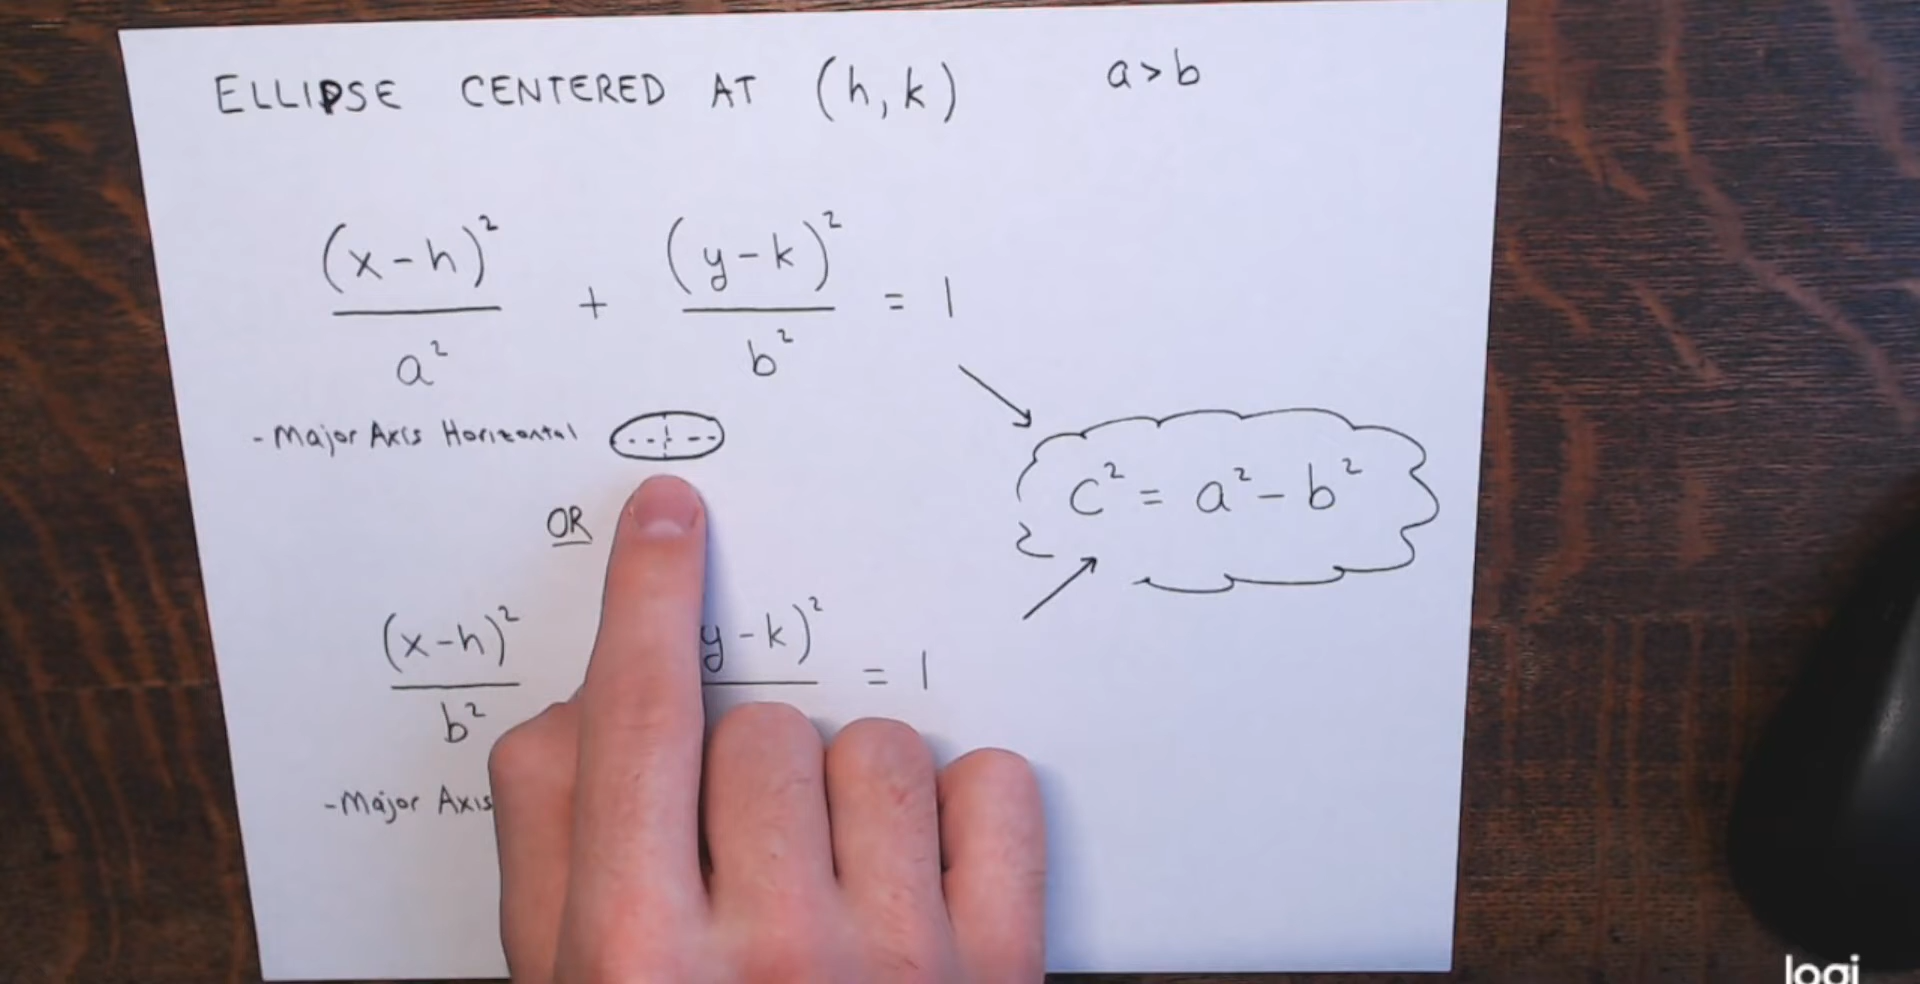 ELLIPSE CENTERED AT (h, k) a > b
(x - h)² / a² + (y - k)² / b² = 1
- Major Axis Horizontal
OR
c² = a² - b²
(x - h)² / b² y - k)² = 1
- Major Axis
logi